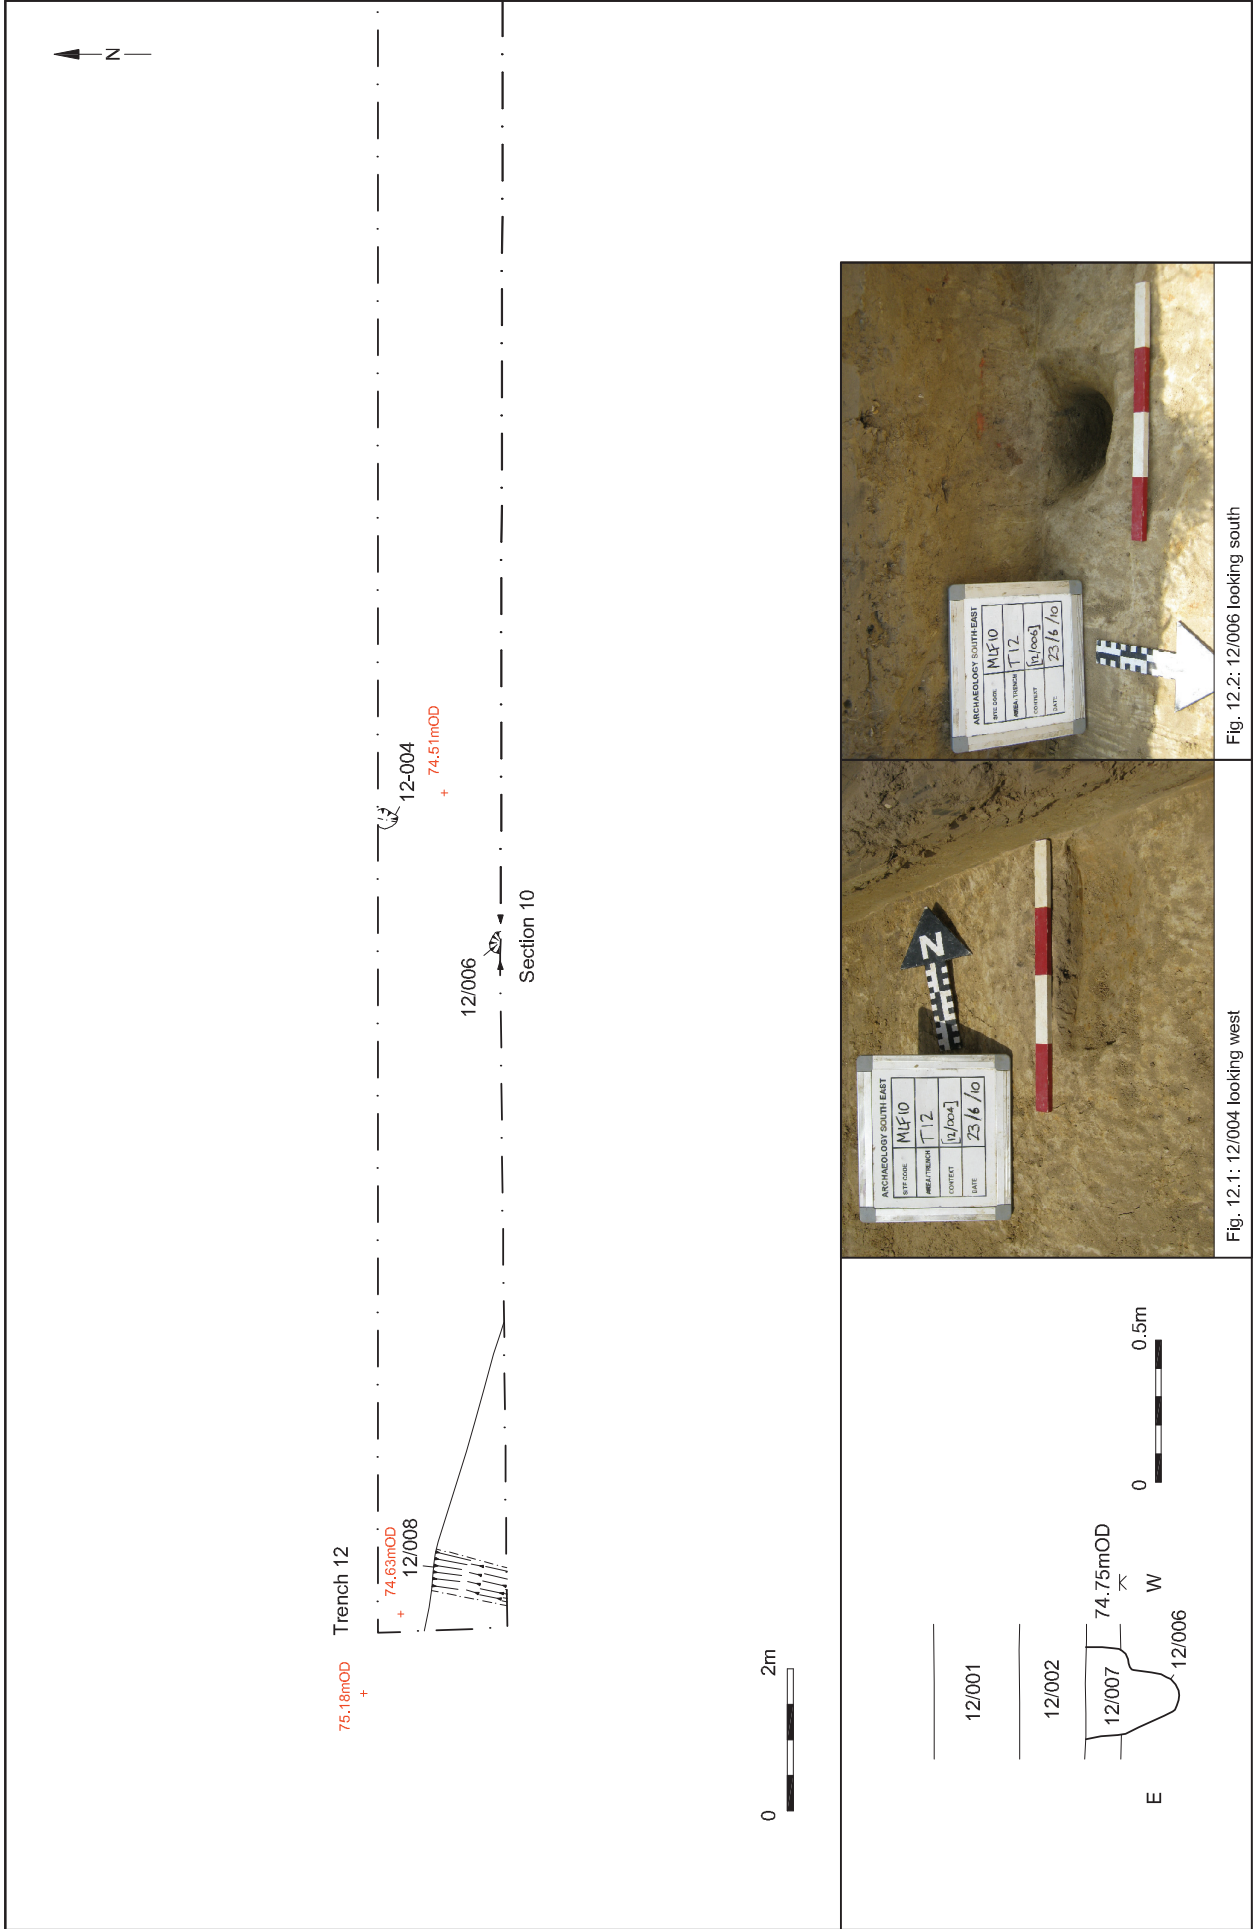 N
Trench 12
75.18mOD
74.63mOD
12/008
12-004
74.51mOD
12/006
Section 10
0 2m
12/001
12/002
12/007
12/006
74.75mOD
E W
0 0.5m
ARCHAEOLOGY SOUTH EAST
SITE CODE MLF10
AREA/TRENCH T12
CONTEXT [12/004]
DATE 23/6/10
N
Fig. 12.1: 12/004 looking west
ARCHAEOLOGY SOUTH-EAST
SITE CODE MLF10
AREA/TRENCH T12
CONTEXT [12/006]
DATE 23/6/10
Fig. 12.2: 12/006 looking south